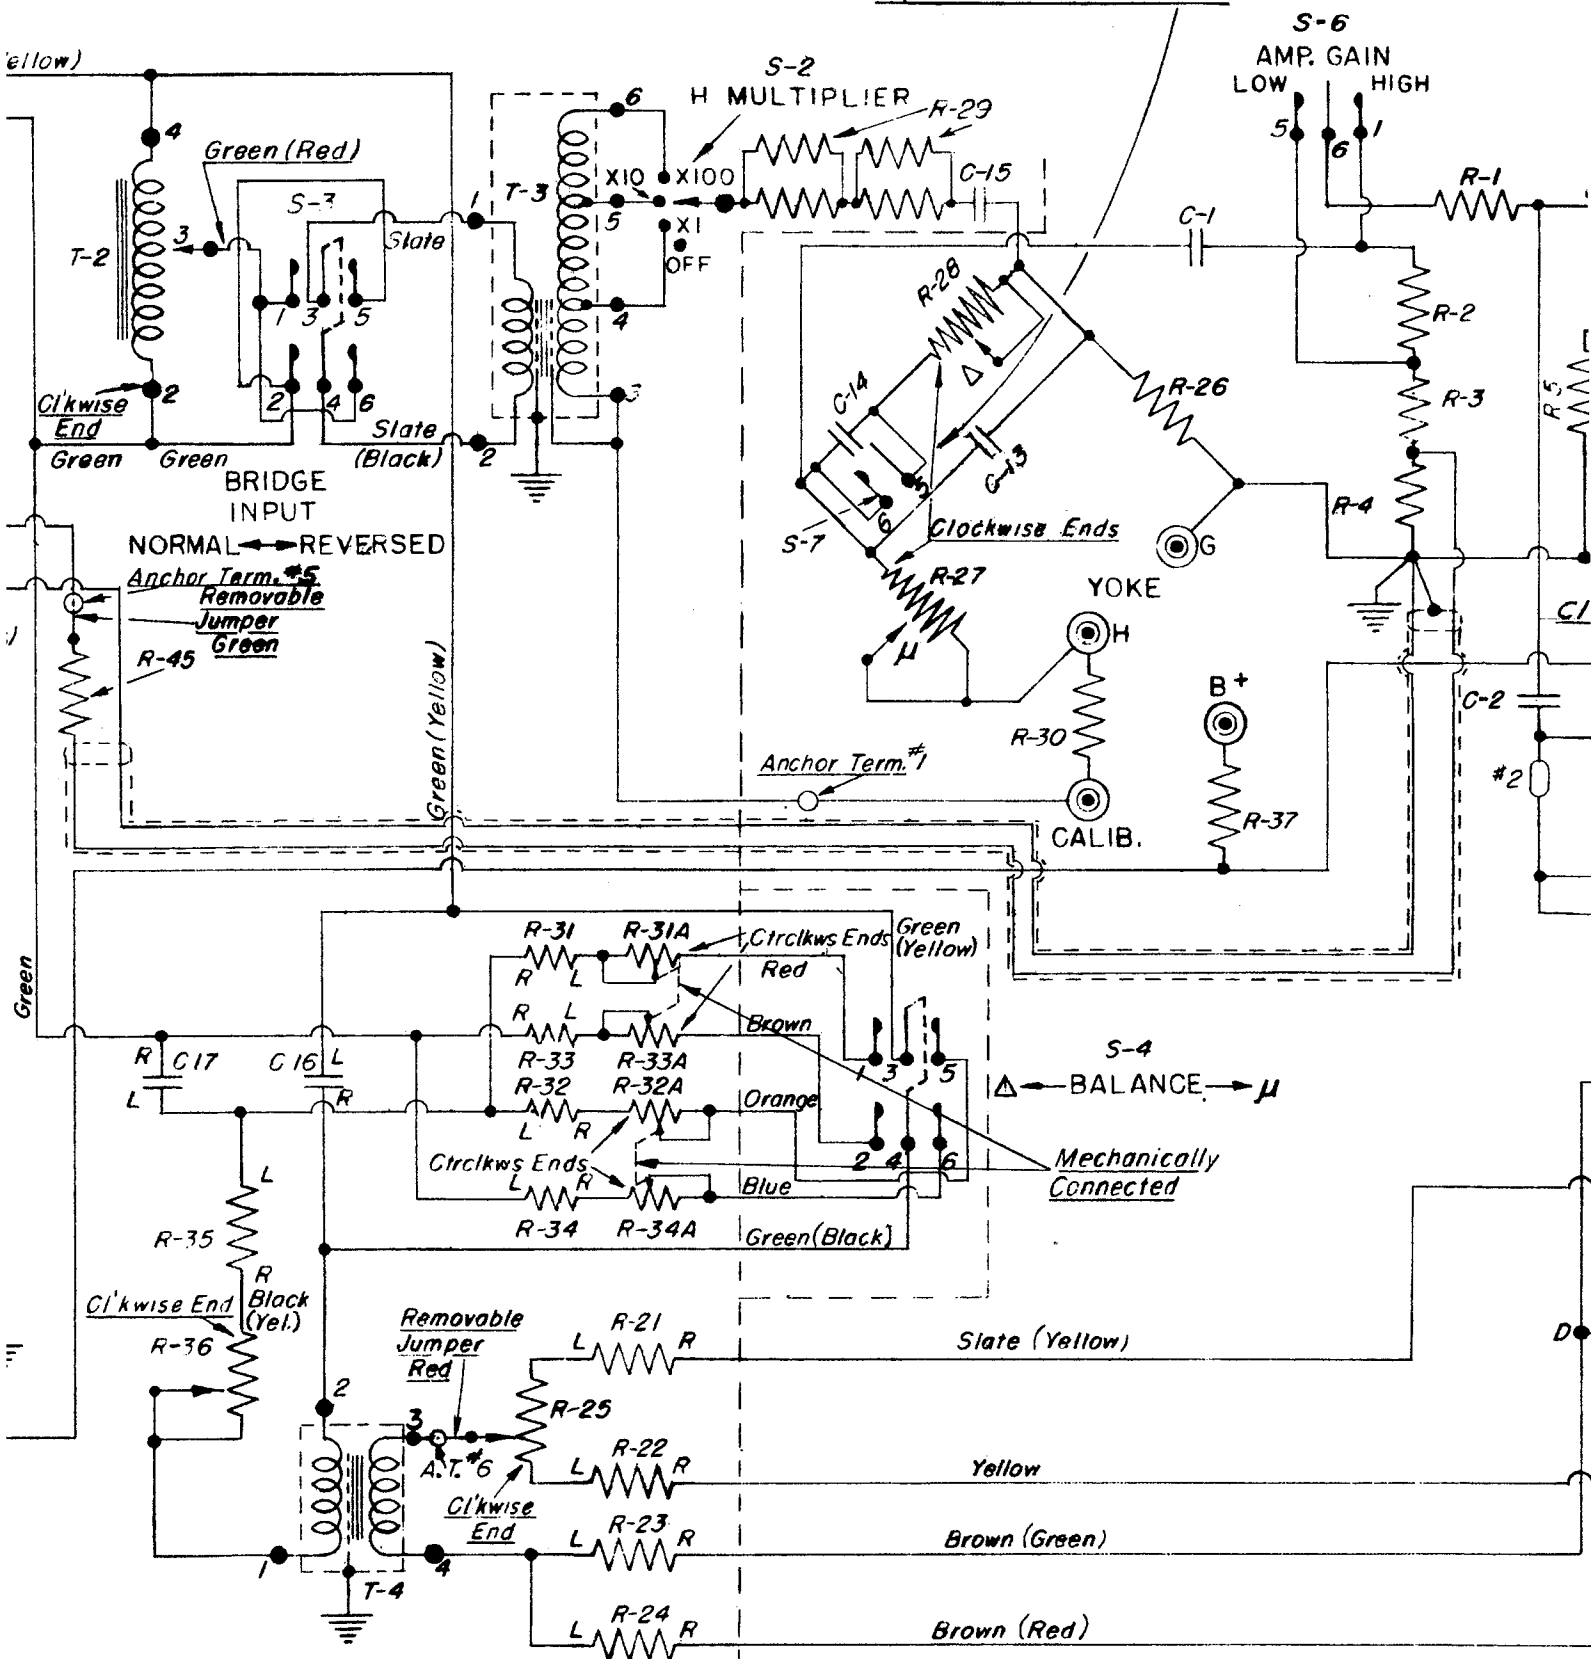 S-6
AMP. GAIN
LOW HIGH
5 6 1
ellow)
S-2
H MULTIPLIER
R-29
6
4
Green (Red)
X10 X100
C-15
R-1
T-3
1
S-3
5
X1
OFF
Slate
C-1
3
T-2
R-28
1 3 5
4
R-2
Δ
R-26
2
3
C-14
R-3
R-5
Cl'kwise
End
2 4 6
Green Green
Slate
(Black)
2
C-13
5
6
BRIDGE
INPUT
R-4
S-7
Clockwise Ends
NORMAL REVERSED
G
Anchor Term. #5
Removable
Jumper
Green
R-27
YOKE
H
Cl
R-45
μ
Green (Yellow)
B+
C-2
R-30
Anchor Term. #1
#2
R-37
CALIB.
R-31 R-31A
Ctrclkws Ends
Green
(Yellow)
R L
Red
Green
R L
Brown
R C17 C16 L
R-33 R-33A
S-4
1 3 5
R-32 R-32A
Δ BALANCE μ
L R
Orange
L R
2 4 6
Ctrclkws Ends
Mechanically
Connected
L R
Blue
L
R-34 R-34A
R-35
Green (Black)
R
Cl'kwise End
Black
(Yel.)
R-36
Removable
Jumper
Red
R-21
L R
Slate (Yellow)
D
2
3
R-25
R-22
A.T. #6
L R
Yellow
Cl'kwise
End
R-23
L R
Brown (Green)
1
4
T-4
R-24
L R
Brown (Red)